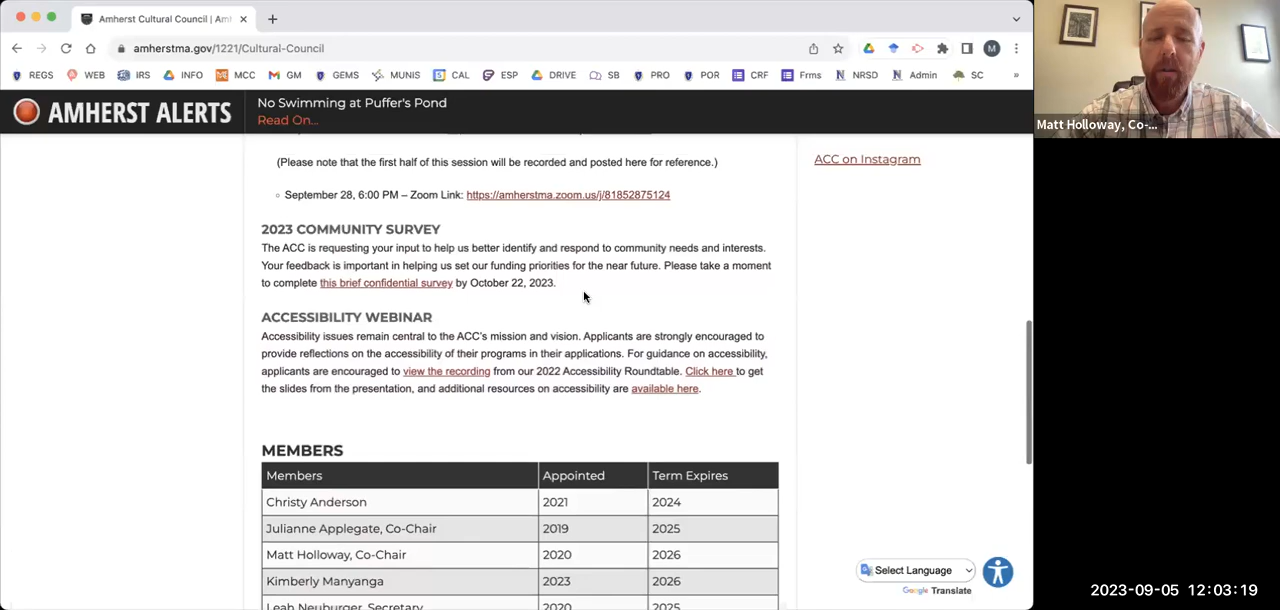 Amherst Cultural Council | Amh
amherstma.gov/1221/Cultural-Council
M
REGS WEB IRS INFO MCC GM GEMS MUNIS CAL ESP DRIVE SB PRO POR CRF Frms NRSD Admin SC »
AMHERST ALERTS
No Swimming at Puffer's Pond
Read On...
(Please note that the first half of this session will be recorded and posted here for reference.)
ACC on Instagram
September 28, 6:00 PM – Zoom Link: https://amherstma.zoom.us/j/81852875124
2023 COMMUNITY SURVEY
The ACC is requesting your input to help us better identify and respond to community needs and interests.
Your feedback is important in helping us set our funding priorities for the near future. Please take a moment
to complete this brief confidential survey by October 22, 2023.
ACCESSIBILITY WEBINAR
Accessibility issues remain central to the ACC's mission and vision. Applicants are strongly encouraged to
provide reflections on the accessibility of their programs in their applications. For guidance on accessibility,
applicants are encouraged to view the recording from our 2022 Accessibility Roundtable. Click here to get
the slides from the presentation, and additional resources on accessibility are available here.
MEMBERS
Members Appointed Term Expires
Christy Anderson 2021 2024
Julianne Applegate, Co-Chair 2019 2025
Matt Holloway, Co-Chair 2020 2026
Kimberly Manyanga 2023 2026
Leah Neuburger, Secretary 2020 2025
Select Language
Google Translate
Matt Holloway, Co-...
2023-09-05 12:03:19